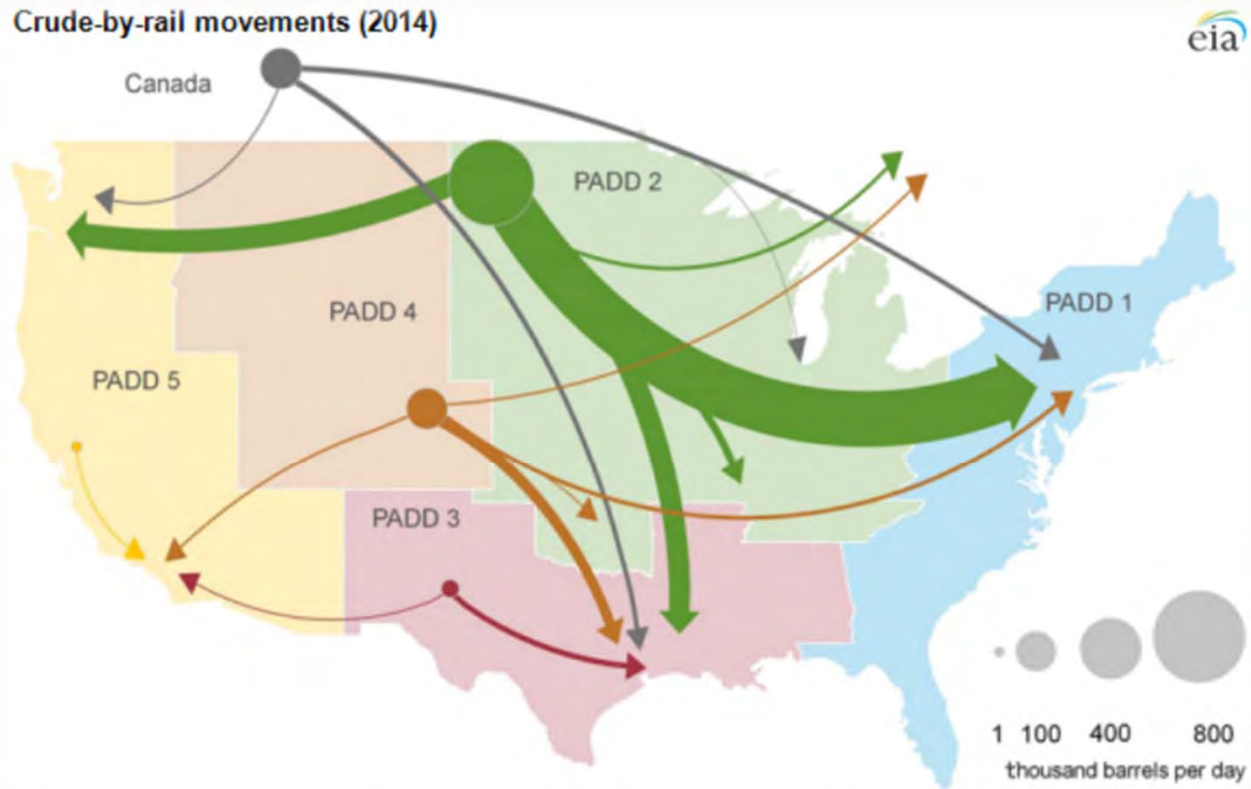 Crude-by-rail movements (2014)
eia
Canada
PADD 2
PADD 1
PADD 4
PADD 5
PADD 3
1 100 400 800
thousand barrels per day